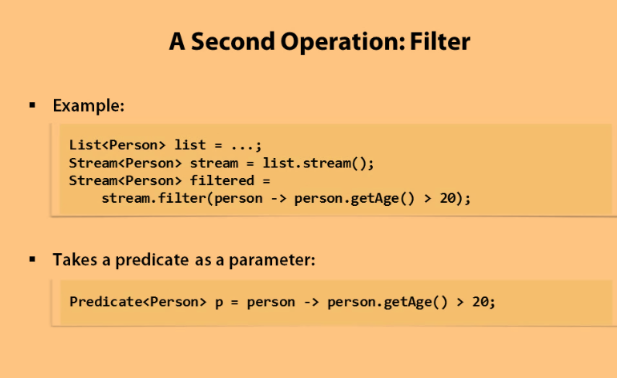 A Second Operation: Filter
▪ Example:
List<Person> list = ...;
Stream<Person> stream = list.stream();
Stream<Person> filtered =
    stream.filter(person -> person.getAge() > 20);
▪ Takes a predicate as a parameter:
Predicate<Person> p = person -> person.getAge() > 20;